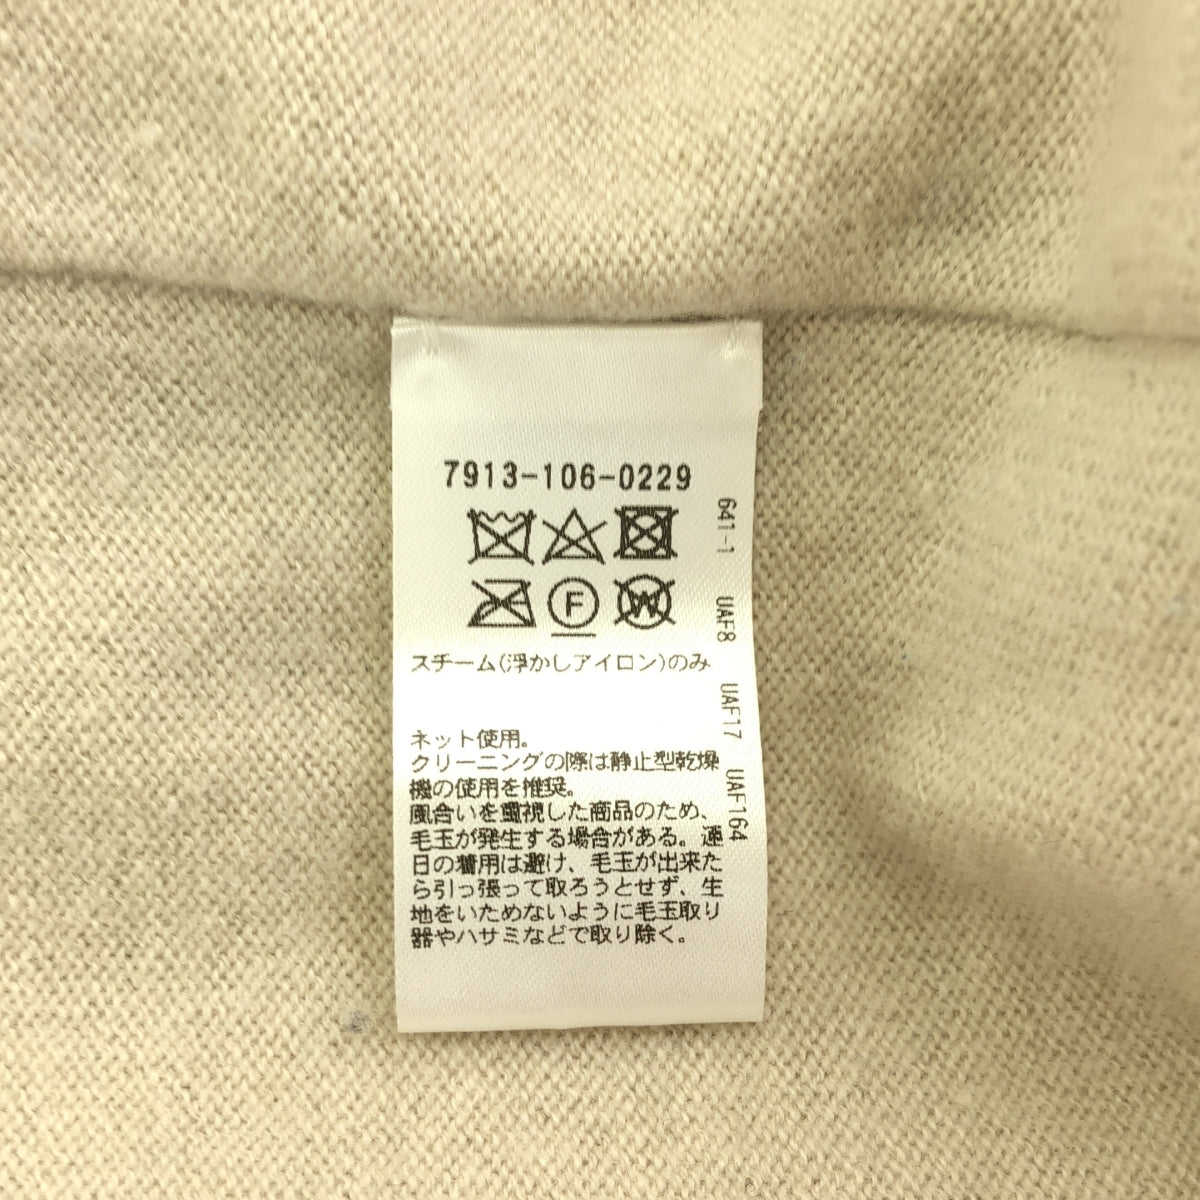 7913-106-0229
F
W
スチーム(浮かしアイロン)のみ
ネット使用。
クリーニングの際は静止型乾燥
機の使用を推奨。
風合いを重視した商品のため、
毛玉が発生する場合がある。連
日の着用は避け、毛玉が出来た
ら引っ張って取ろうとせず、生
地をいためないように毛玉取り
器やハサミなどで取り除く。
641-1 UAF8 UAF17 UAF164